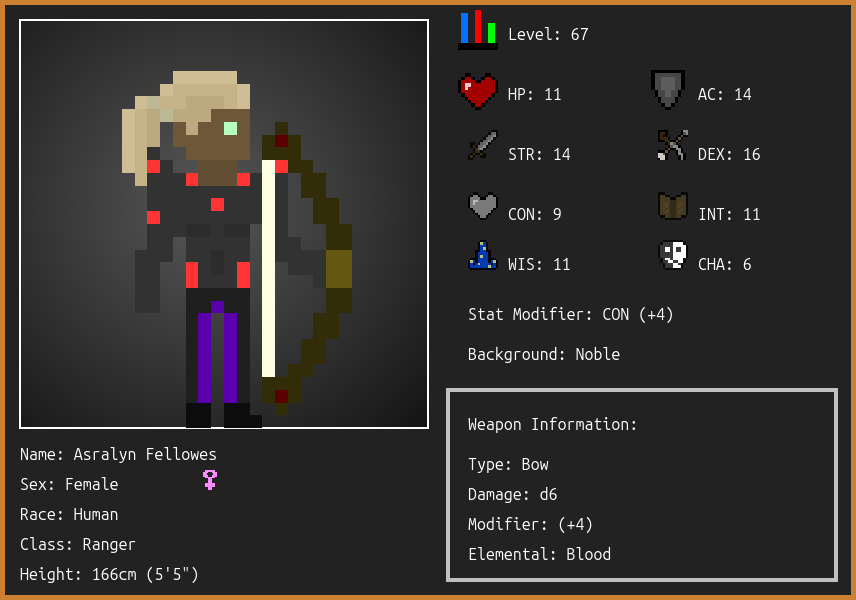 Level: 67
HP: 11
AC: 14
STR: 14
DEX: 16
CON: 9
INT: 11
WIS: 11
CHA: 6
Stat Modifier: CON (+4)
Background: Noble
Weapon Information:
Type: Bow
Damage: d6
Modifier: (+4)
Elemental: Blood
Name: Asralyn Fellowes
Sex: Female
Race: Human
Class: Ranger
Height: 166cm (5'5")